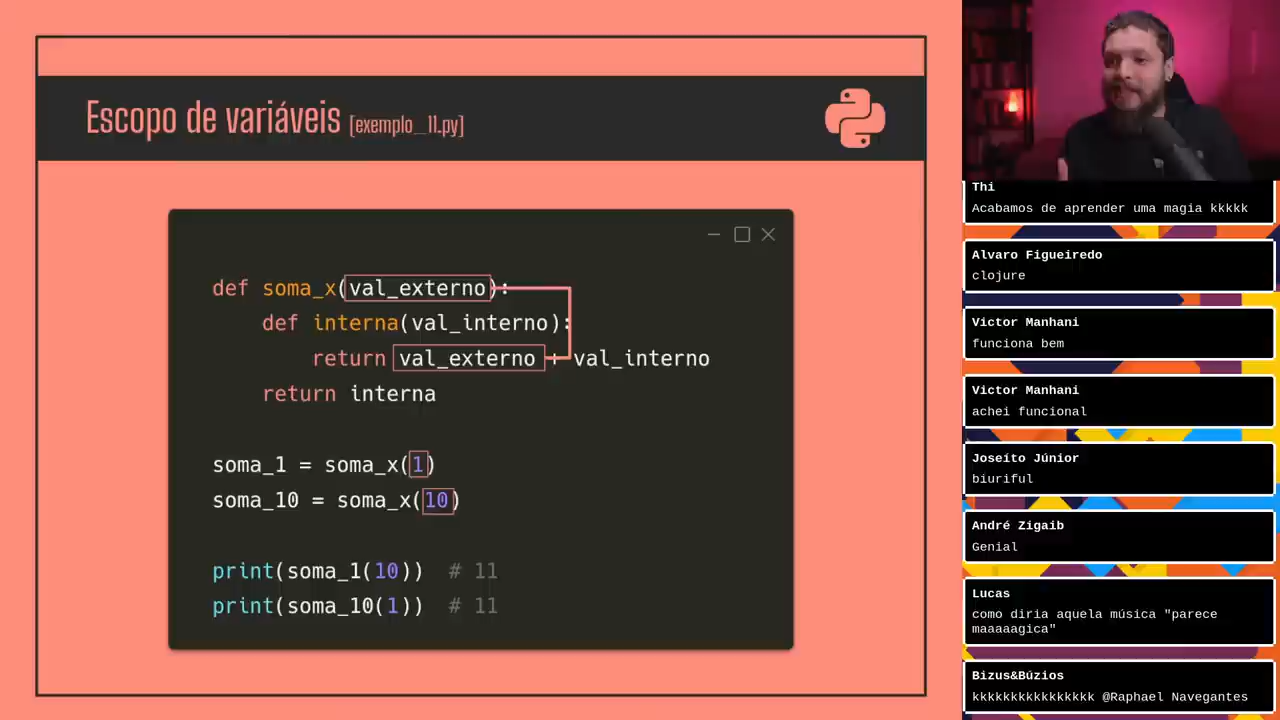 Escopo de variáveis [exemplo_11.py]
def soma_x(val_externo):
def interna(val_interno):
return val_externo + val_interno
return interna
soma_1 = soma_x(1)
soma_10 = soma_x(10)
print(soma_1(10)) # 11
print(soma_10(1)) # 11
Thi
Acabamos de aprender uma magia kkkkk
Alvaro Figueiredo
clojure
Victor Manhani
funciona bem
Victor Manhani
achei funcional
Joseíto Júnior
biuriful
André Zigaib
Genial
Lucas
como diria aquela música "parece
maaaaagica"
Bizus&Búzios
kkkkkkkkkkkkkkkk @Raphael Navegantes